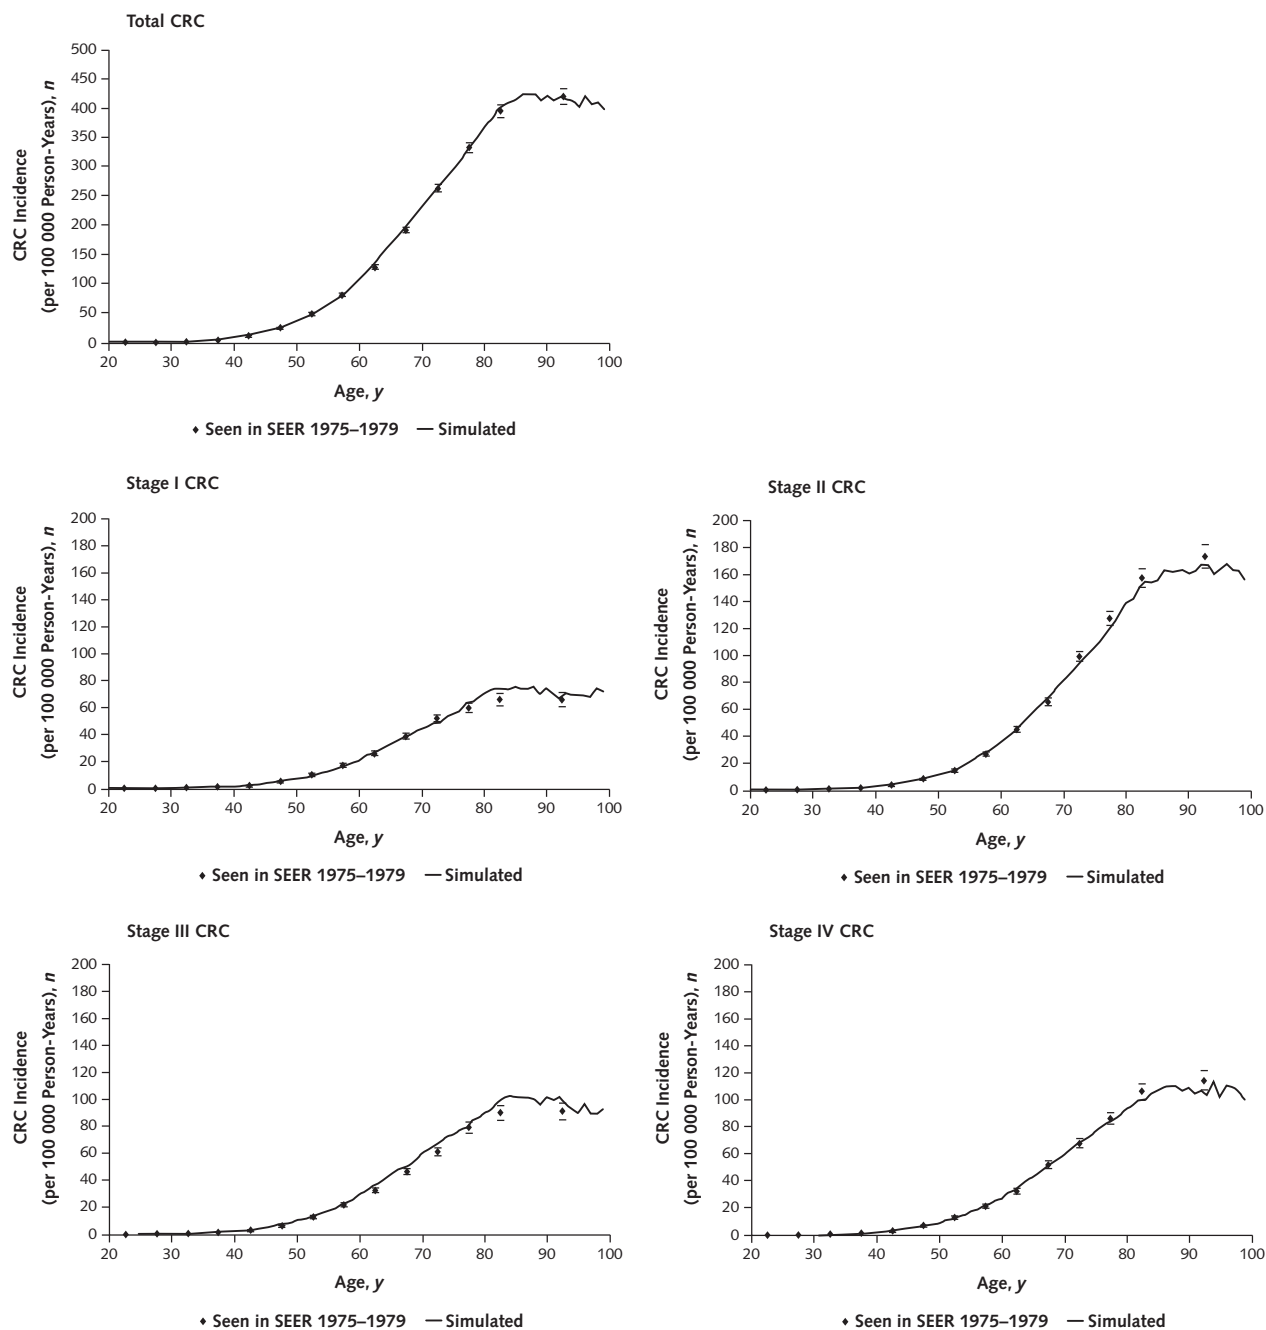 Total CRC
500
450
400
350
300
250
200
150
100
50
0
CRC Incidence
(per 100 000 Person-Years), n
20 30 40 50 60 70 80 90 100
Age, y
♦ Seen in SEER 1975–1979 — Simulated
Stage I CRC
200
180
160
140
120
100
80
60
40
20
0
CRC Incidence
(per 100 000 Person-Years), n
20 30 40 50 60 70 80 90 100
Age, y
♦ Seen in SEER 1975–1979 — Simulated
Stage II CRC
200
180
160
140
120
100
80
60
40
20
0
CRC Incidence
(per 100 000 Person-Years), n
20 30 40 50 60 70 80 90 100
Age, y
♦ Seen in SEER 1975–1979 — Simulated
Stage III CRC
200
180
160
140
120
100
80
60
40
20
0
CRC Incidence
(per 100 000 Person-Years), n
20 30 40 50 60 70 80 90 100
Age, y
♦ Seen in SEER 1975–1979 — Simulated
Stage IV CRC
200
180
160
140
120
100
80
60
40
20
0
CRC Incidence
(per 100 000 Person-Years), n
20 30 40 50 60 70 80 90 100
Age, y
♦ Seen in SEER 1975–1979 — Simulated